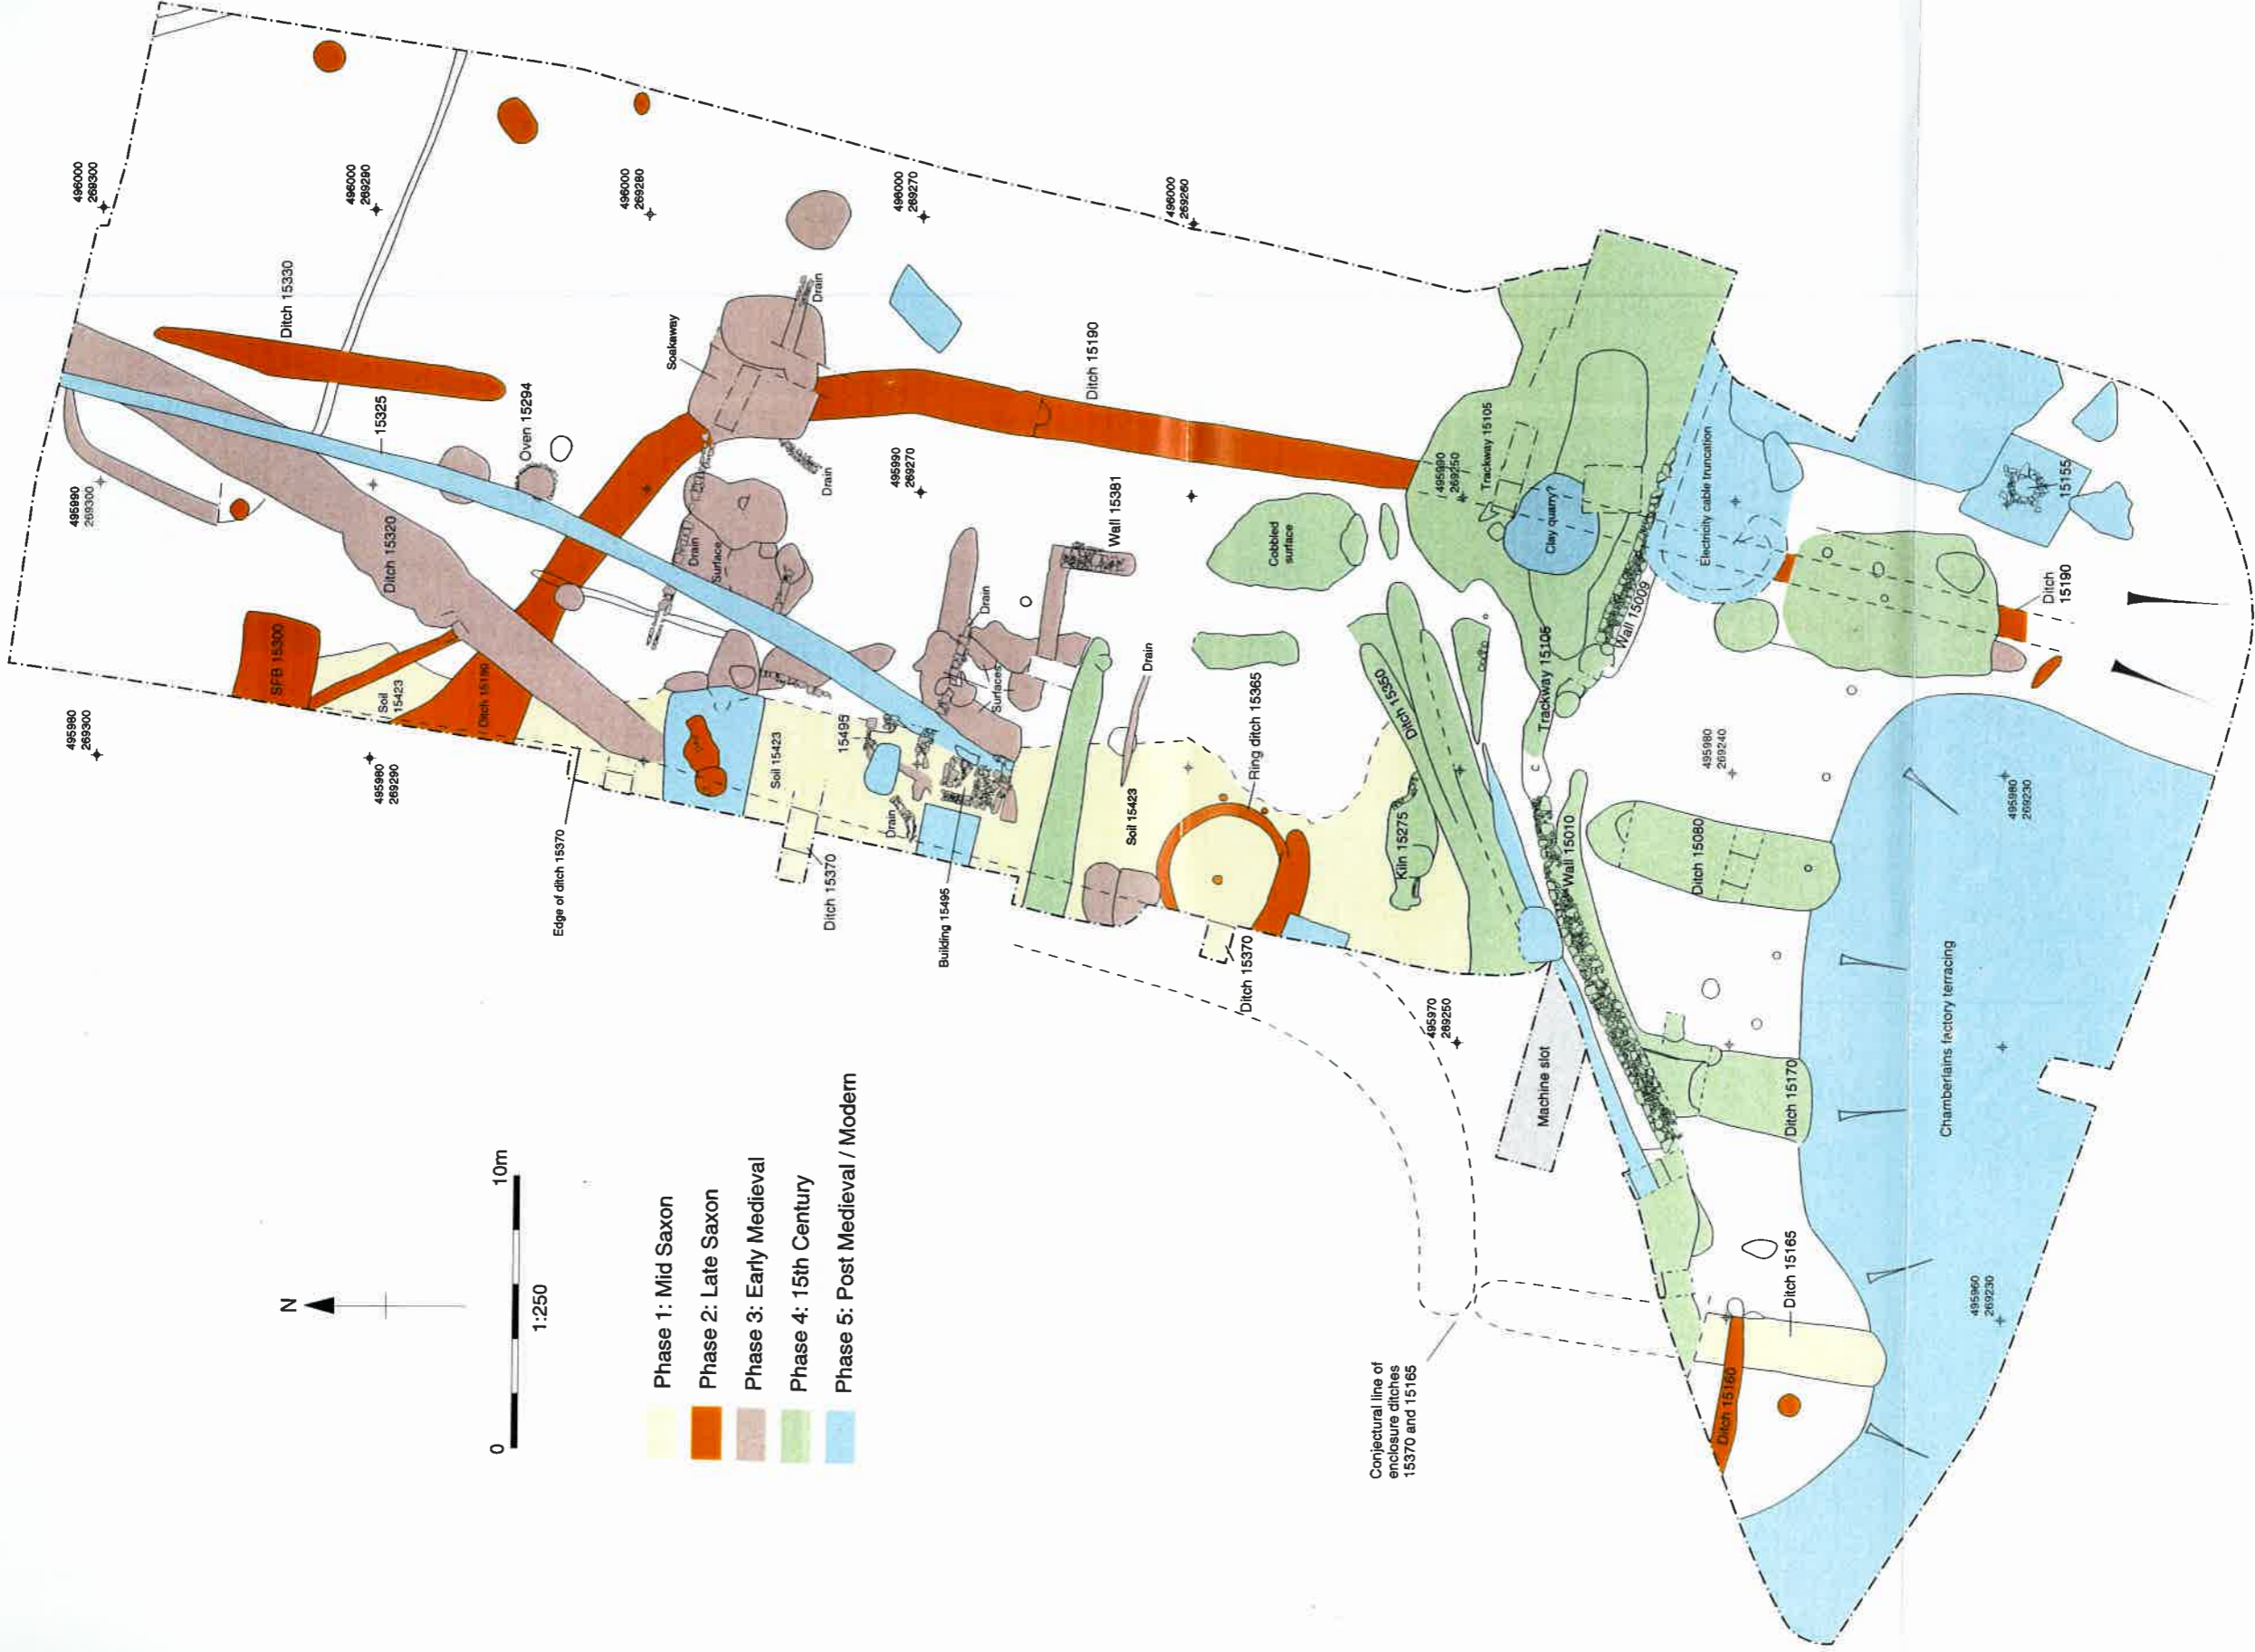 496000
269300
496000
269290
496000
269280
496000
269270
496000
269260
Ditch 15330
Soakaway
Drain
Ditch 15190
15325
Oven 15294
495990
269300
Ditch 15320
Drain
495990
269270
Drain
Surface
Wall 15381
Cobbled
surface
495990
269250
Trackway 15105
Clay quarry?
Electricity cable truncation
15155
SFB 15300
Soil
15423
Ditch 15190
Drain
Surfaces
Drain
Ditch 15350
Trackway 15105
Wall 15009
Ditch
15190
495980
269300
495980
269290
Soil 15423
15495
Drain
Soil 15423
Ring ditch 15365
Kiln 15275
Wall 15010
495980
269240
495980
269230
Ditch 15080
Edge of ditch 15370
Ditch 15370
Building 15495
Ditch 15370
495970
269250
Machine slot
Ditch 15170
Chamberlains factory terracing
Conjectural line of
enclosure ditches
15370 and 15165
Ditch 15165
Ditch 15160
495960
269230
N
0
10m
1:250
Phase 1: Mid Saxon
Phase 2: Late Saxon
Phase 3: Early Medieval
Phase 4: 15th Century
Phase 5: Post Medieval / Modern